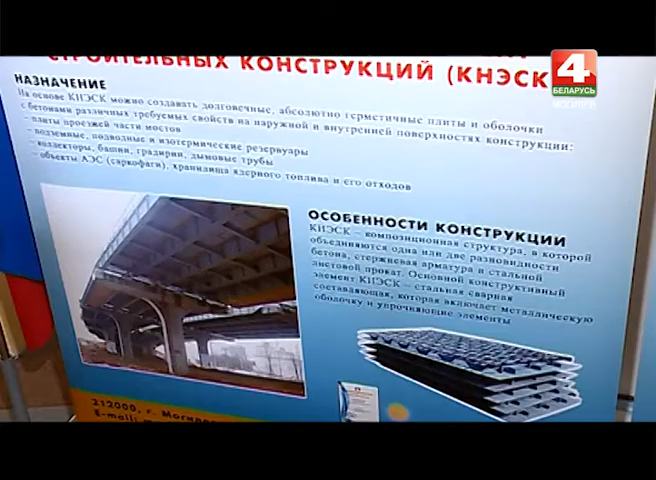 СТРОИТЕЛЬНЫХ КОНСТРУКЦИЙ (КНЭСК
4
БЕЛАРУСЬ
МОГИЛЕВ
НАЗНАЧЕНИЕ
На основе КНЭСК можно создавать долговечные, абсолютно герметичные плиты и оболочки
с бетонами различных требуемых свойств на наружной и внутренней поверхностях конструкции:
- плиты проезжей части мостов
- подземные, подводные и изотермические резервуары
- коллекторы, башни, градирни, дымовые трубы
- объекты АЭС (саркофаги), хранилища ядерного топлива и его отходов
ОСОБЕННОСТИ КОНСТРУКЦИИ
КНЭСК – композиционная структура, в которой
объединяются одна или две разновидности
бетона, стержневая арматура и стальной
листовой прокат. Основной конструктивный
элемент КНЭСК – стальная сварная
составляющая, которая включает металлическую
оболочку и упрочняющие элементы
212000, г. Могилев
E-mail: